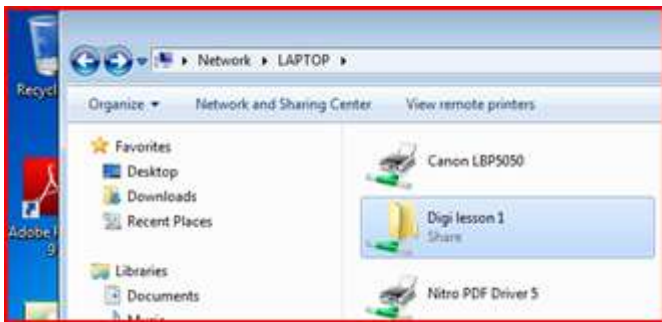 Network ▸ LAPTOP ▸
Recycl
Organize
Network and Sharing Center
View remote printers
Favorites
Desktop
Downloads
Recent Places
Libraries
Documents
Music
Canon LBP5050
Digi lesson 1
Share
Nitro PDF Driver 5
Adobe
9